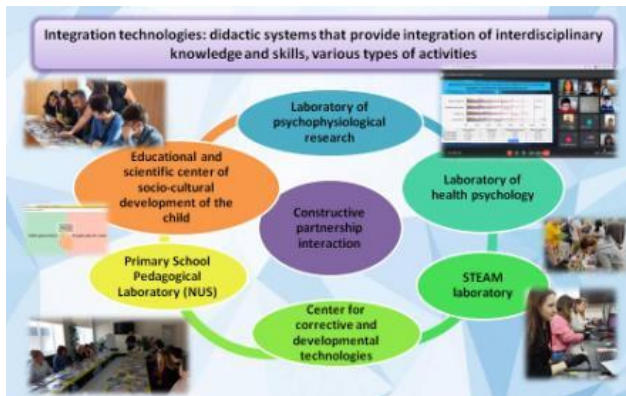 Integration technologies: didactic systems that provide integration of interdisciplinary
knowledge and skills, various types of activities
Laboratory of
psychophysiological
research
Educational and
scientific center of
socio-cultural
development of the
child
Laboratory of
health psychology
Constructive
partnership
interaction
Primary School
Pedagogical
Laboratory (NUS)
STEAM
laboratory
Center for
corrective and
developmental
technologies